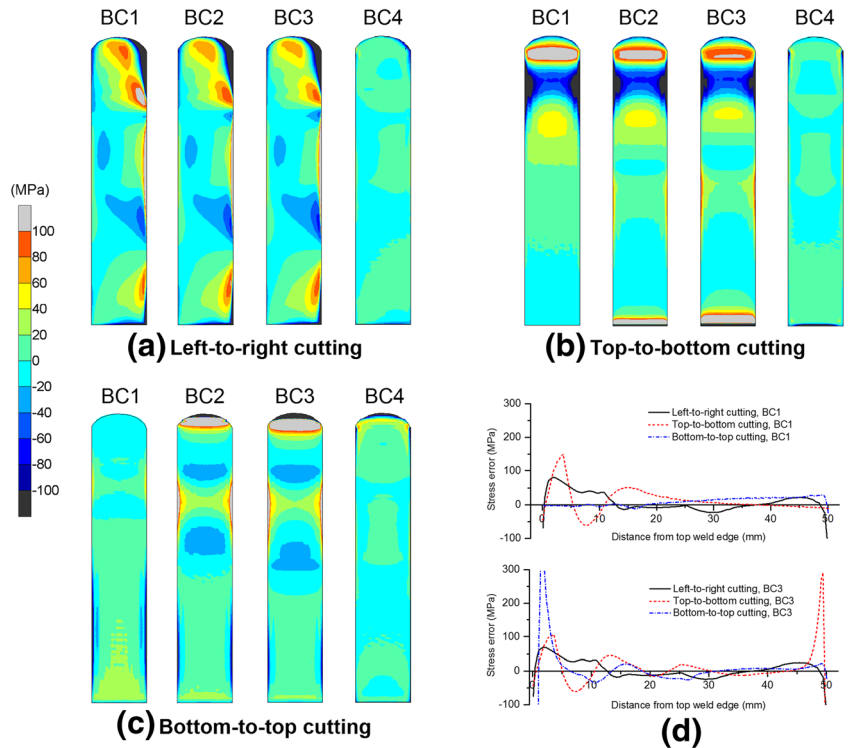 BC1 BC2 BC3 BC4
BC1 BC2 BC3 BC4
(MPa)
100
80
60
40
20
0
-20
-40
-60
-80
-100
(a) Left-to-right cutting
(b) Top-to-bottom cutting
BC1 BC2 BC3 BC4
(c) Bottom-to-top cutting
300
200
100
0
-100
Stress error (MPa)
Left-to-right cutting, BC1
Top-to-bottom cutting, BC1
Bottom-to-top cutting, BC1
0 10 20 30 40 50
Distance from top weld edge (mm)
300
200
100
0
-100
Stress error (MPa)
Left-to-right cutting, BC3
Top-to-bottom cutting, BC3
Bottom-to-top cutting, BC3
0 10 20 30 40 50
Distance from top weld edge (mm)
(d)